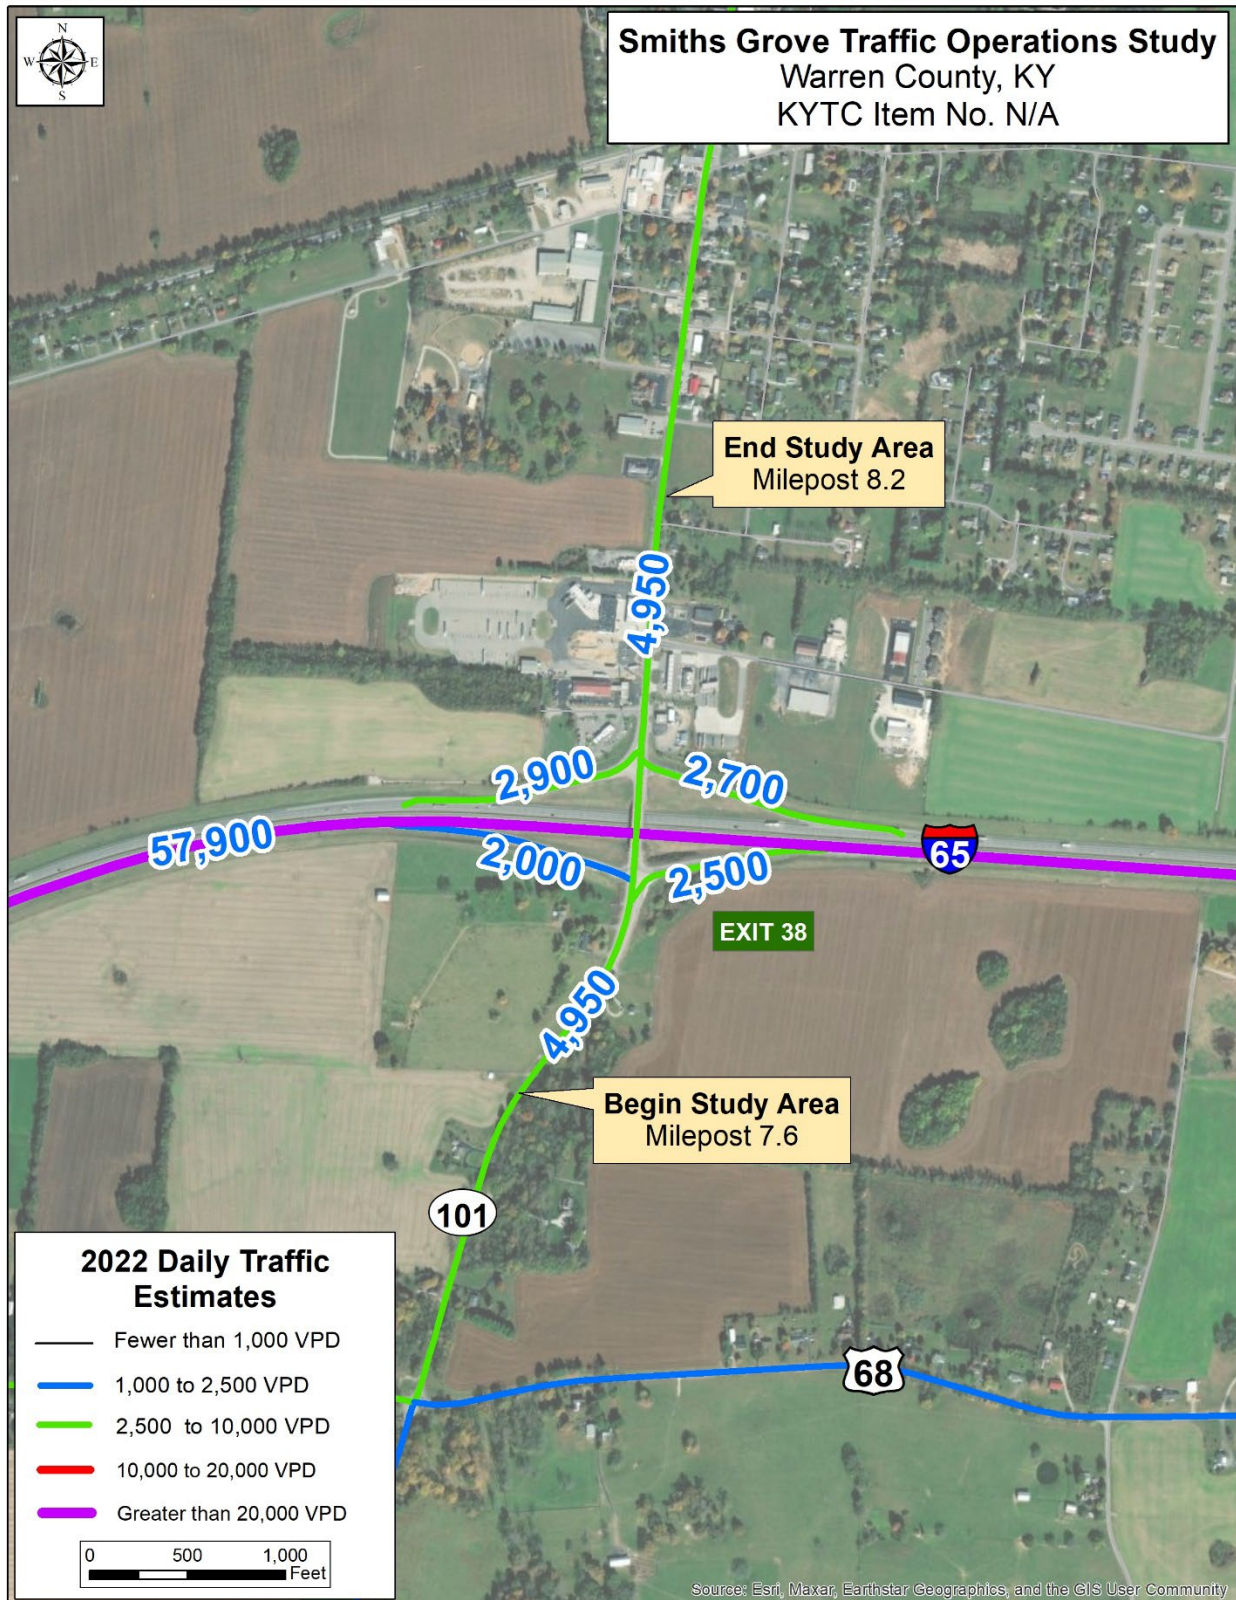 N
W E
S
Smiths Grove Traffic Operations Study
Warren County, KY
KYTC Item No. N/A
End Study Area
Milepost 8.2
4,950
2,900
2,700
57,900
2,000
2,500
65
EXIT 38
4,950
Begin Study Area
Milepost 7.6
101
68
2022 Daily Traffic
Estimates
Fewer than 1,000 VPD
1,000 to 2,500 VPD
2,500 to 10,000 VPD
10,000 to 20,000 VPD
Greater than 20,000 VPD
0 500 1,000
Feet
Source: Esri, Maxar, Earthstar Geographics, and the GIS User Community